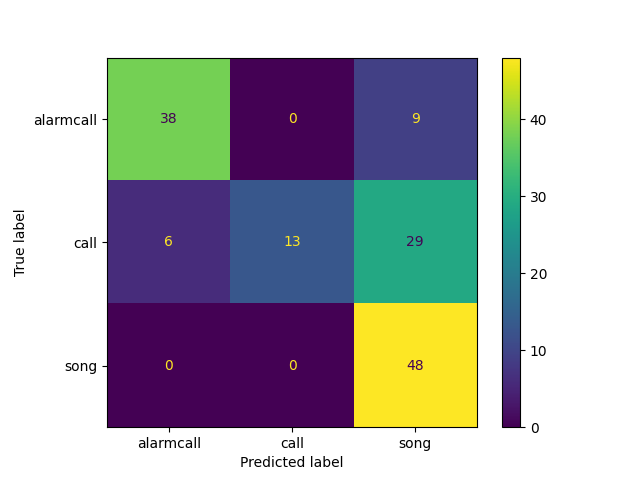 alarmcall 38 0 9
call 6 13 29
song 0 0 48
alarmcall call song
Predicted label
True label
40
30
20
10
0